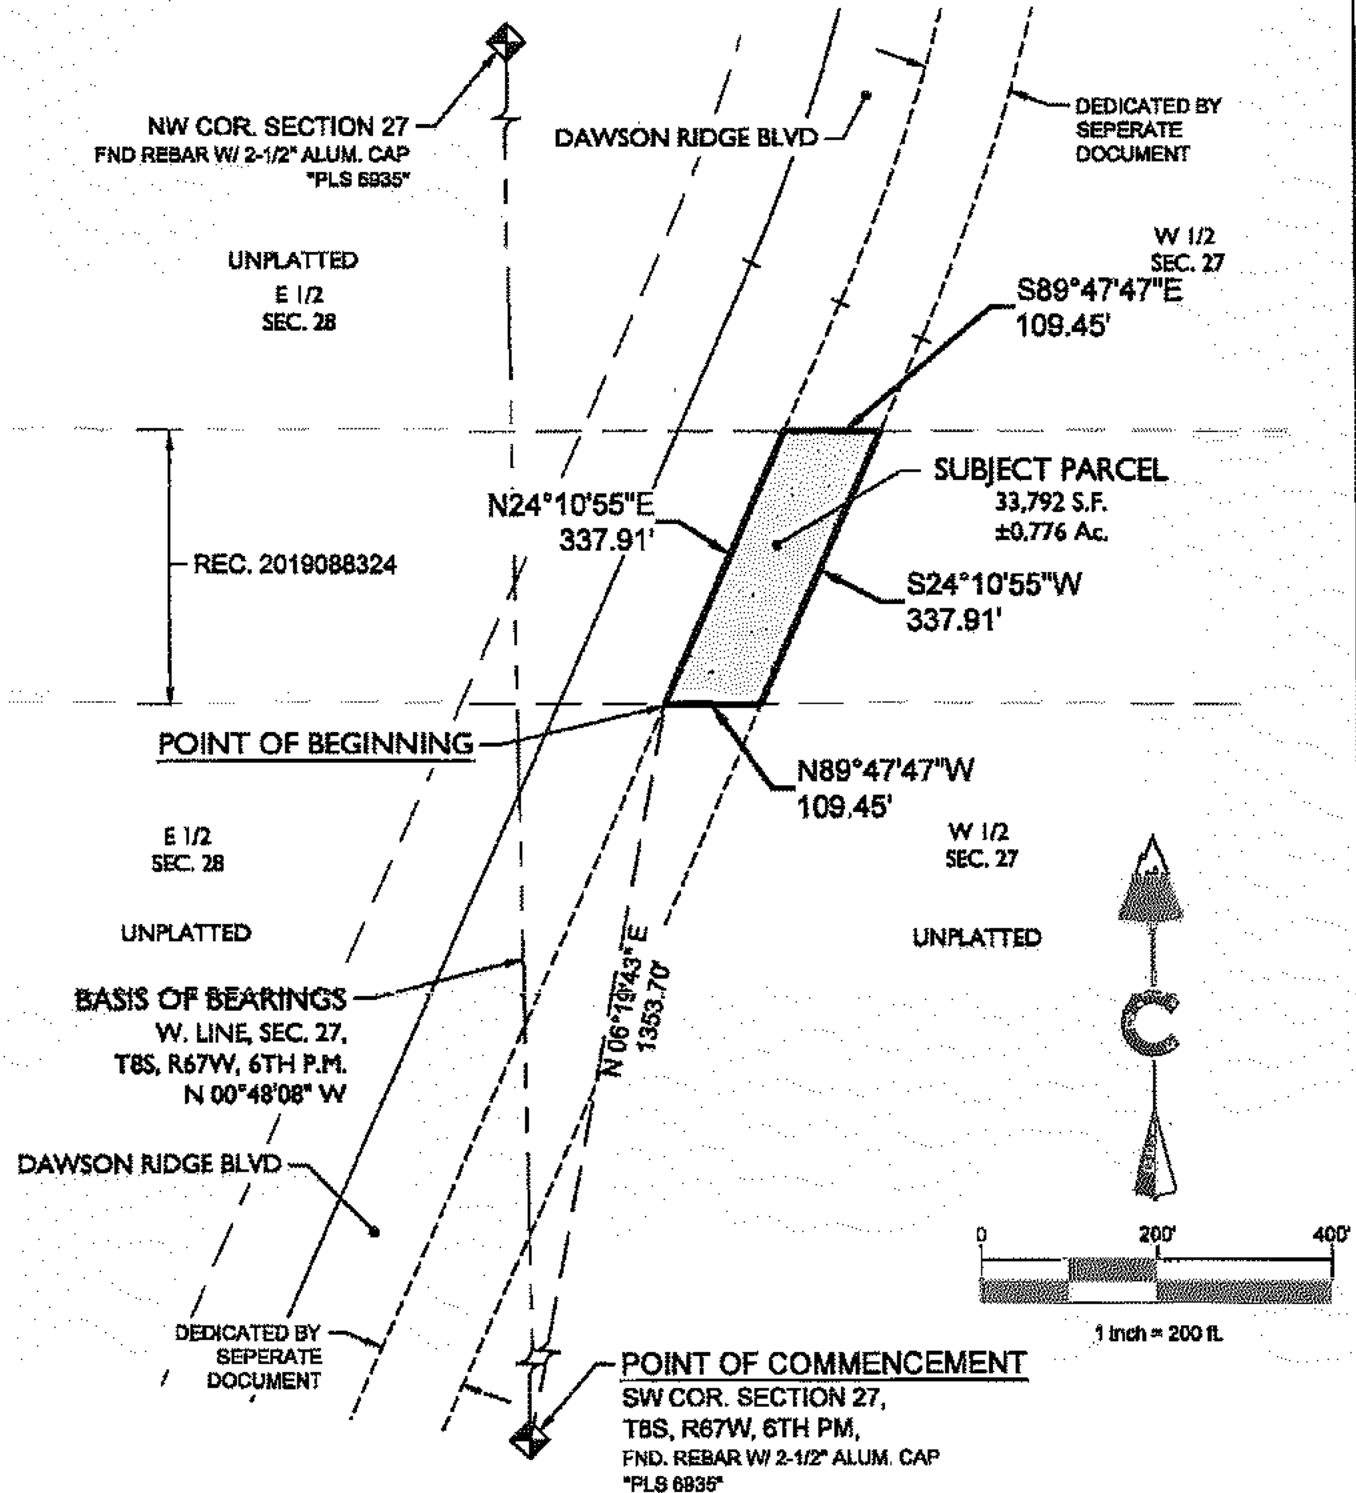 NW COR. SECTION 27
FND REBAR W/ 2-1/2" ALUM. CAP
"PLS 6935"
DAWSON RIDGE BLVD
DEDICATED BY
SEPERATE
DOCUMENT
UNPLATTED
E 1/2
SEC. 28
W 1/2
SEC. 27
S89°47'47"E
109.45'
SUBJECT PARCEL
33,792 S.F.
±0.776 Ac.
N24°10'55"E
337.91'
REC. 2019088324
S24°10'55"W
337.91'
POINT OF BEGINNING
N89°47'47"W
109.45'
E 1/2
SEC. 28
W 1/2
SEC. 27
UNPLATTED
UNPLATTED
N 06°19'43" E
1353.70'
BASIS OF BEARINGS
W. LINE, SEC. 27,
T8S, R67W, 6TH P.M.
N 00°48'08" W
C
DAWSON RIDGE BLVD
0 200' 400'
1 inch = 200 ft.
DEDICATED BY
SEPERATE
DOCUMENT
POINT OF COMMENCEMENT
SW COR. SECTION 27,
T8S, R67W, 6TH PM,
FND. REBAR W/ 2-1/2" ALUM. CAP
"PLS 6935"